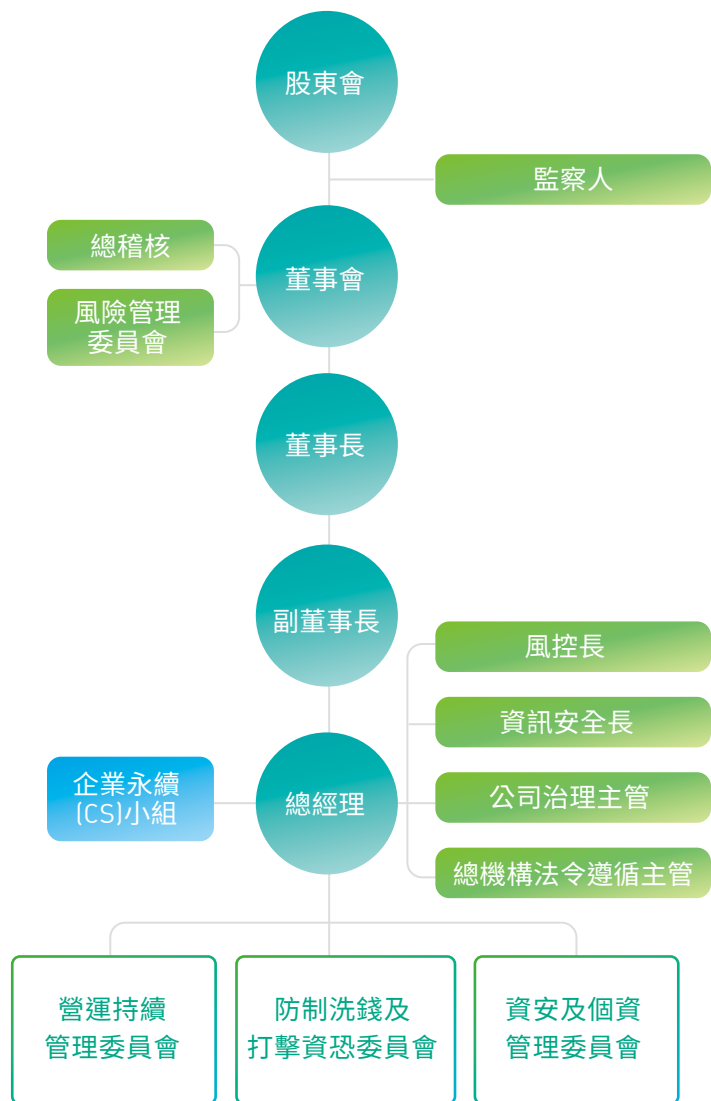 股東會
監察人
總稽核
董事會
風險管理
委員會
董事長
副董事長
風控長
資訊安全長
企業永續
(CS)小組
總經理
公司治理主管
總機構法令遵循主管
營運持續
管理委員會
防制洗錢及
打擊資恐委員會
資安及個資
管理委員會